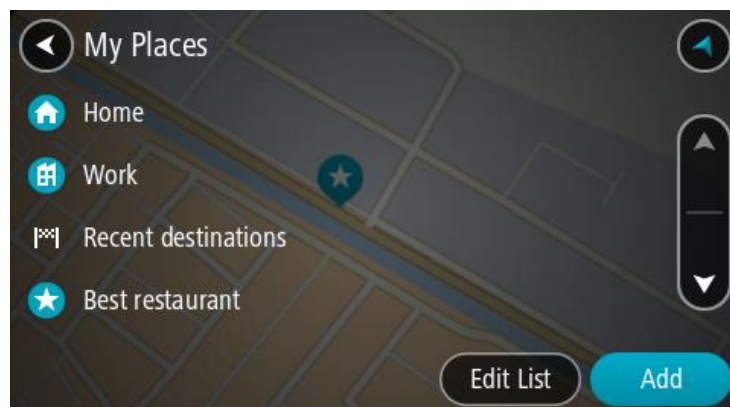 My Places
Home
Work
Recent destinations
Best restaurant
Edit List
Add